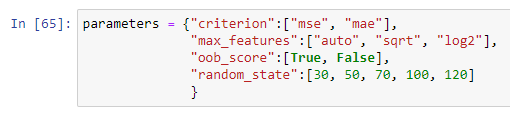 In [65]: parameters = {"criterion":["mse", "mae"],
"max_features":["auto", "sqrt", "log2"],
"oob_score":[True, False],
"random_state":[30, 50, 70, 100, 120]
}